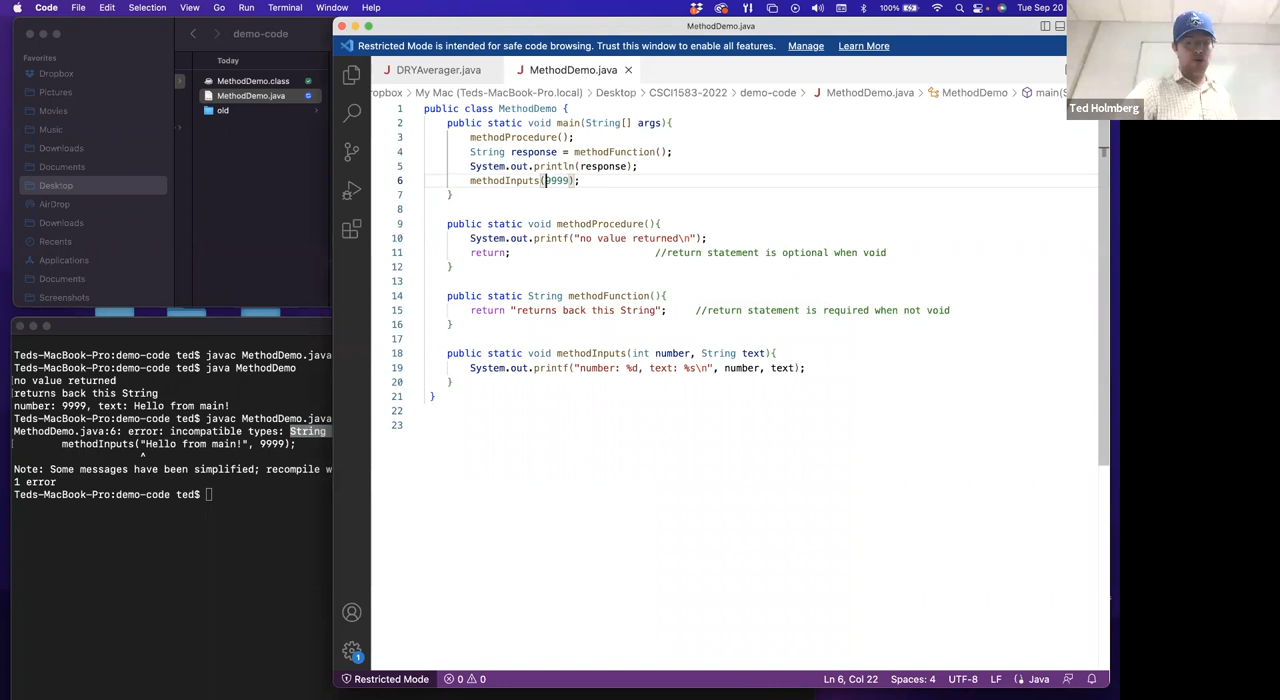 Code File Edit Selection View Go Run Terminal Window Help
100% Tue Sep 20
demo-code
Favorites
Dropbox
Pictures
Movies
Music
Downloads
Documents
Desktop
AirDrop
Downloads
Recents
Applications
Documents
Screenshots
Today
MethodDemo.class
MethodDemo.java
old
Teds-MacBook-Pro:demo-code ted$ javac MethodDemo.java
Teds-MacBook-Pro:demo-code ted$ java MethodDemo
no value returned
returns back this String
number: 9999, text: Hello from main!
Teds-MacBook-Pro:demo-code ted$ javac MethodDemo.java
MethodDemo.java:6: error: incompatible types: String
methodInputs("Hello from main!", 9999);
^
Note: Some messages have been simplified; recompile w
1 error
Teds-MacBook-Pro:demo-code ted$
MethodDemo.java
Restricted Mode is intended for safe code browsing. Trust this window to enable all features. Manage Learn More
DRYAverager.java MethodDemo.java
ropbox > My Mac (Teds-MacBook-Pro.local) > Desktop > CSCI1583-2022 > demo-code > MethodDemo.java > MethodDemo > main(S
1 public class MethodDemo {
2 public static void main(String[] args){
3 methodProcedure();
4 String response = methodFunction();
5 System.out.println(response);
6 methodInputs(9999);
7 }
8
9 public static void methodProcedure(){
10 System.out.printf("no value returned\n");
11 return; //return statement is optional when void
12 }
13
14 public static String methodFunction(){
15 return "returns back this String"; //return statement is required when not void
16 }
17
18 public static void methodInputs(int number, String text){
19 System.out.printf("number: %d, text: %s\n", number, text);
20 }
21 }
22
23
1
Restricted Mode 0 0 Ln 6, Col 22 Spaces: 4 UTF-8 LF Java
Ted Holmberg